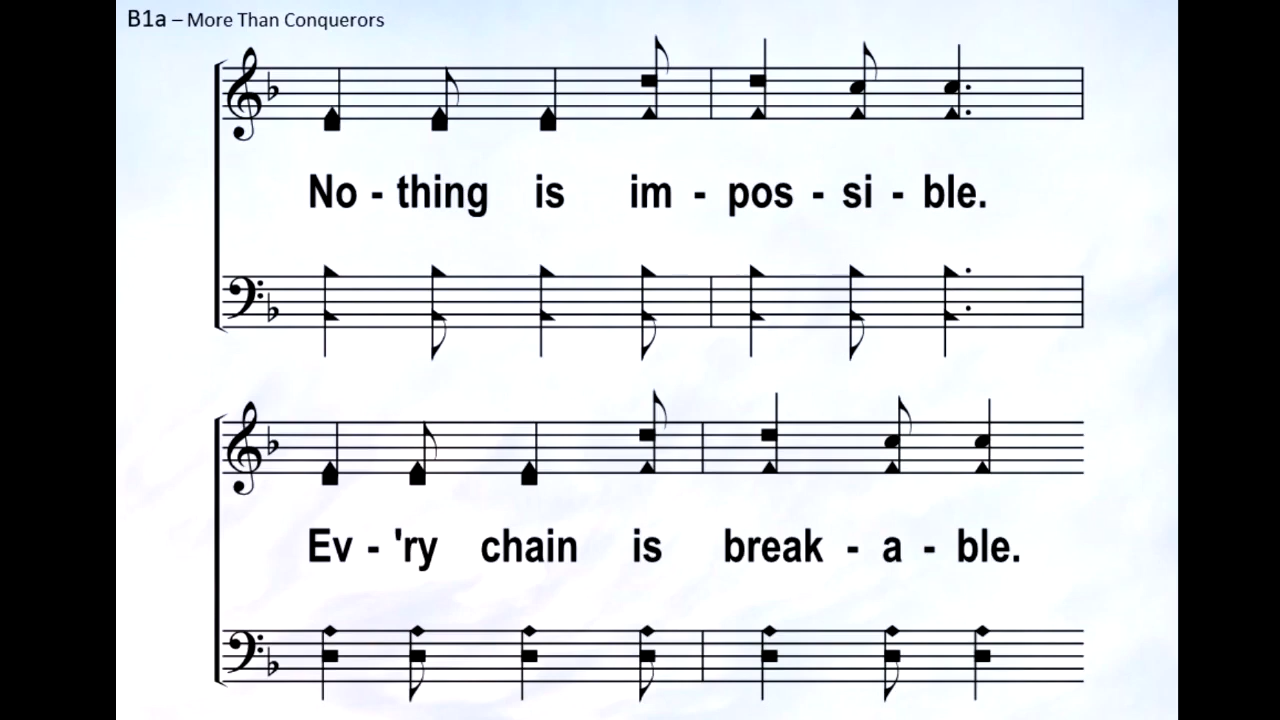 B1a – More Than Conquerors
No - thing is im - pos - si - ble.
Ev - 'ry chain is break - a - ble.